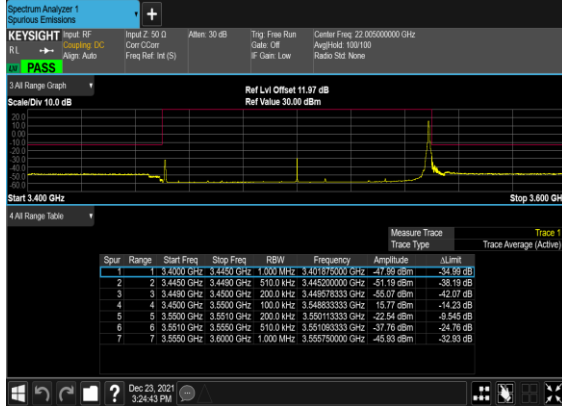 Spectrum Analyzer 1
Spurious Emissions
+
KEYSIGHT Input: RF Input Z: 50 Ω Atten: 30 dB Trig: Free Run Center Freq: 22.005000000 GHz
RL Coupling: DC Corr CCorr Gate: Off Avg|Hold: 100/100
Align: Auto Freq Ref: Int (S) IF Gain: Low Radio Std: None
PASS
3 All Range Graph
Ref Lvl Offset 11.97 dB
Scale/Div 10.0 dB Ref Value 30.00 dBm
20.0
10.0
0.00
-10.0
-20.0
-30.0
-40.0
-50.0
-60.0
Start 3.400 GHz Stop 3.600 GH
4 All Range Table
Measure Trace Trace 1
Trace Type Trace Average (Active)
Spur Range Start Freq Stop Freq RBW Frequency Amplitude ΔLimit
1 1 3.4000 GHz 3.4450 GHz 1.000 MHz 3.401875000 GHz -47.99 dBm -34.99 dB
2 2 3.4450 GHz 3.4490 GHz 510.0 kHz 3.445200000 GHz -51.19 dBm -38.19 dB
3 3 3.4490 GHz 3.4500 GHz 200.0 kHz 3.449578333 GHz -55.07 dBm -42.07 dB
4 4 3.4500 GHz 3.5500 GHz 100.0 kHz 3.548833333 GHz 15.77 dBm -14.23 dB
5 5 3.5500 GHz 3.5510 GHz 200.0 kHz 3.550113333 GHz -22.54 dBm -9.545 dB
6 6 3.5510 GHz 3.5550 GHz 510.0 kHz 3.551093333 GHz -37.76 dBm -24.76 dB
7 7 3.5550 GHz 3.6000 GHz 1.000 MHz 3.555750000 GHz -45.93 dBm -32.93 dB
? Dec 23, 2021
3:24:43 PM